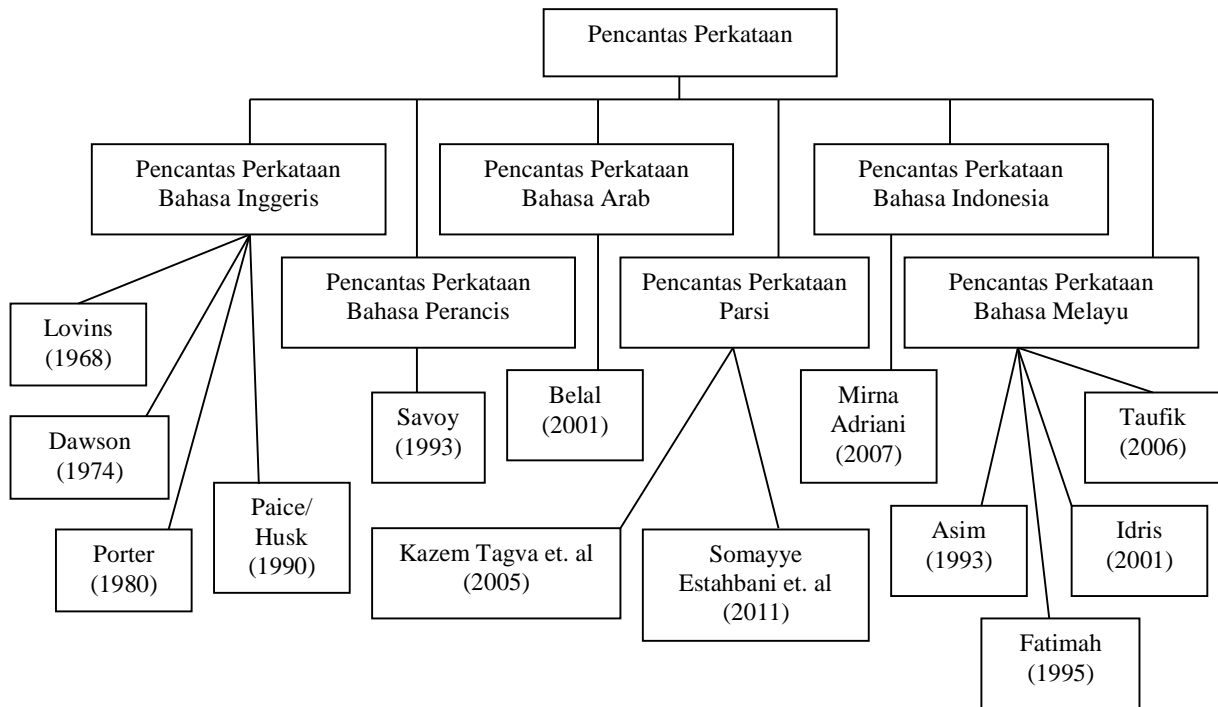 Pencantas Perkataan
Pencantas Perkataan
Bahasa Inggeris
Pencantas Perkataan
Bahasa Arab
Pencantas Perkataan
Bahasa Indonesia
Pencantas Perkataan
Bahasa Perancis
Pencantas Perkataan
Parsi
Pencantas Perkataan
Bahasa Melayu
Lovins
(1968)
Dawson
(1974)
Porter
(1980)
Paice/
Husk
(1990)
Savoy
(1993)
Belal
(2001)
Kazem Tagva et. al
(2005)
Somayye
Estahbani et. al
(2011)
Mirna
Adriani
(2007)
Asim
(1993)
Fatimah
(1995)
Idris
(2001)
Taufik
(2006)